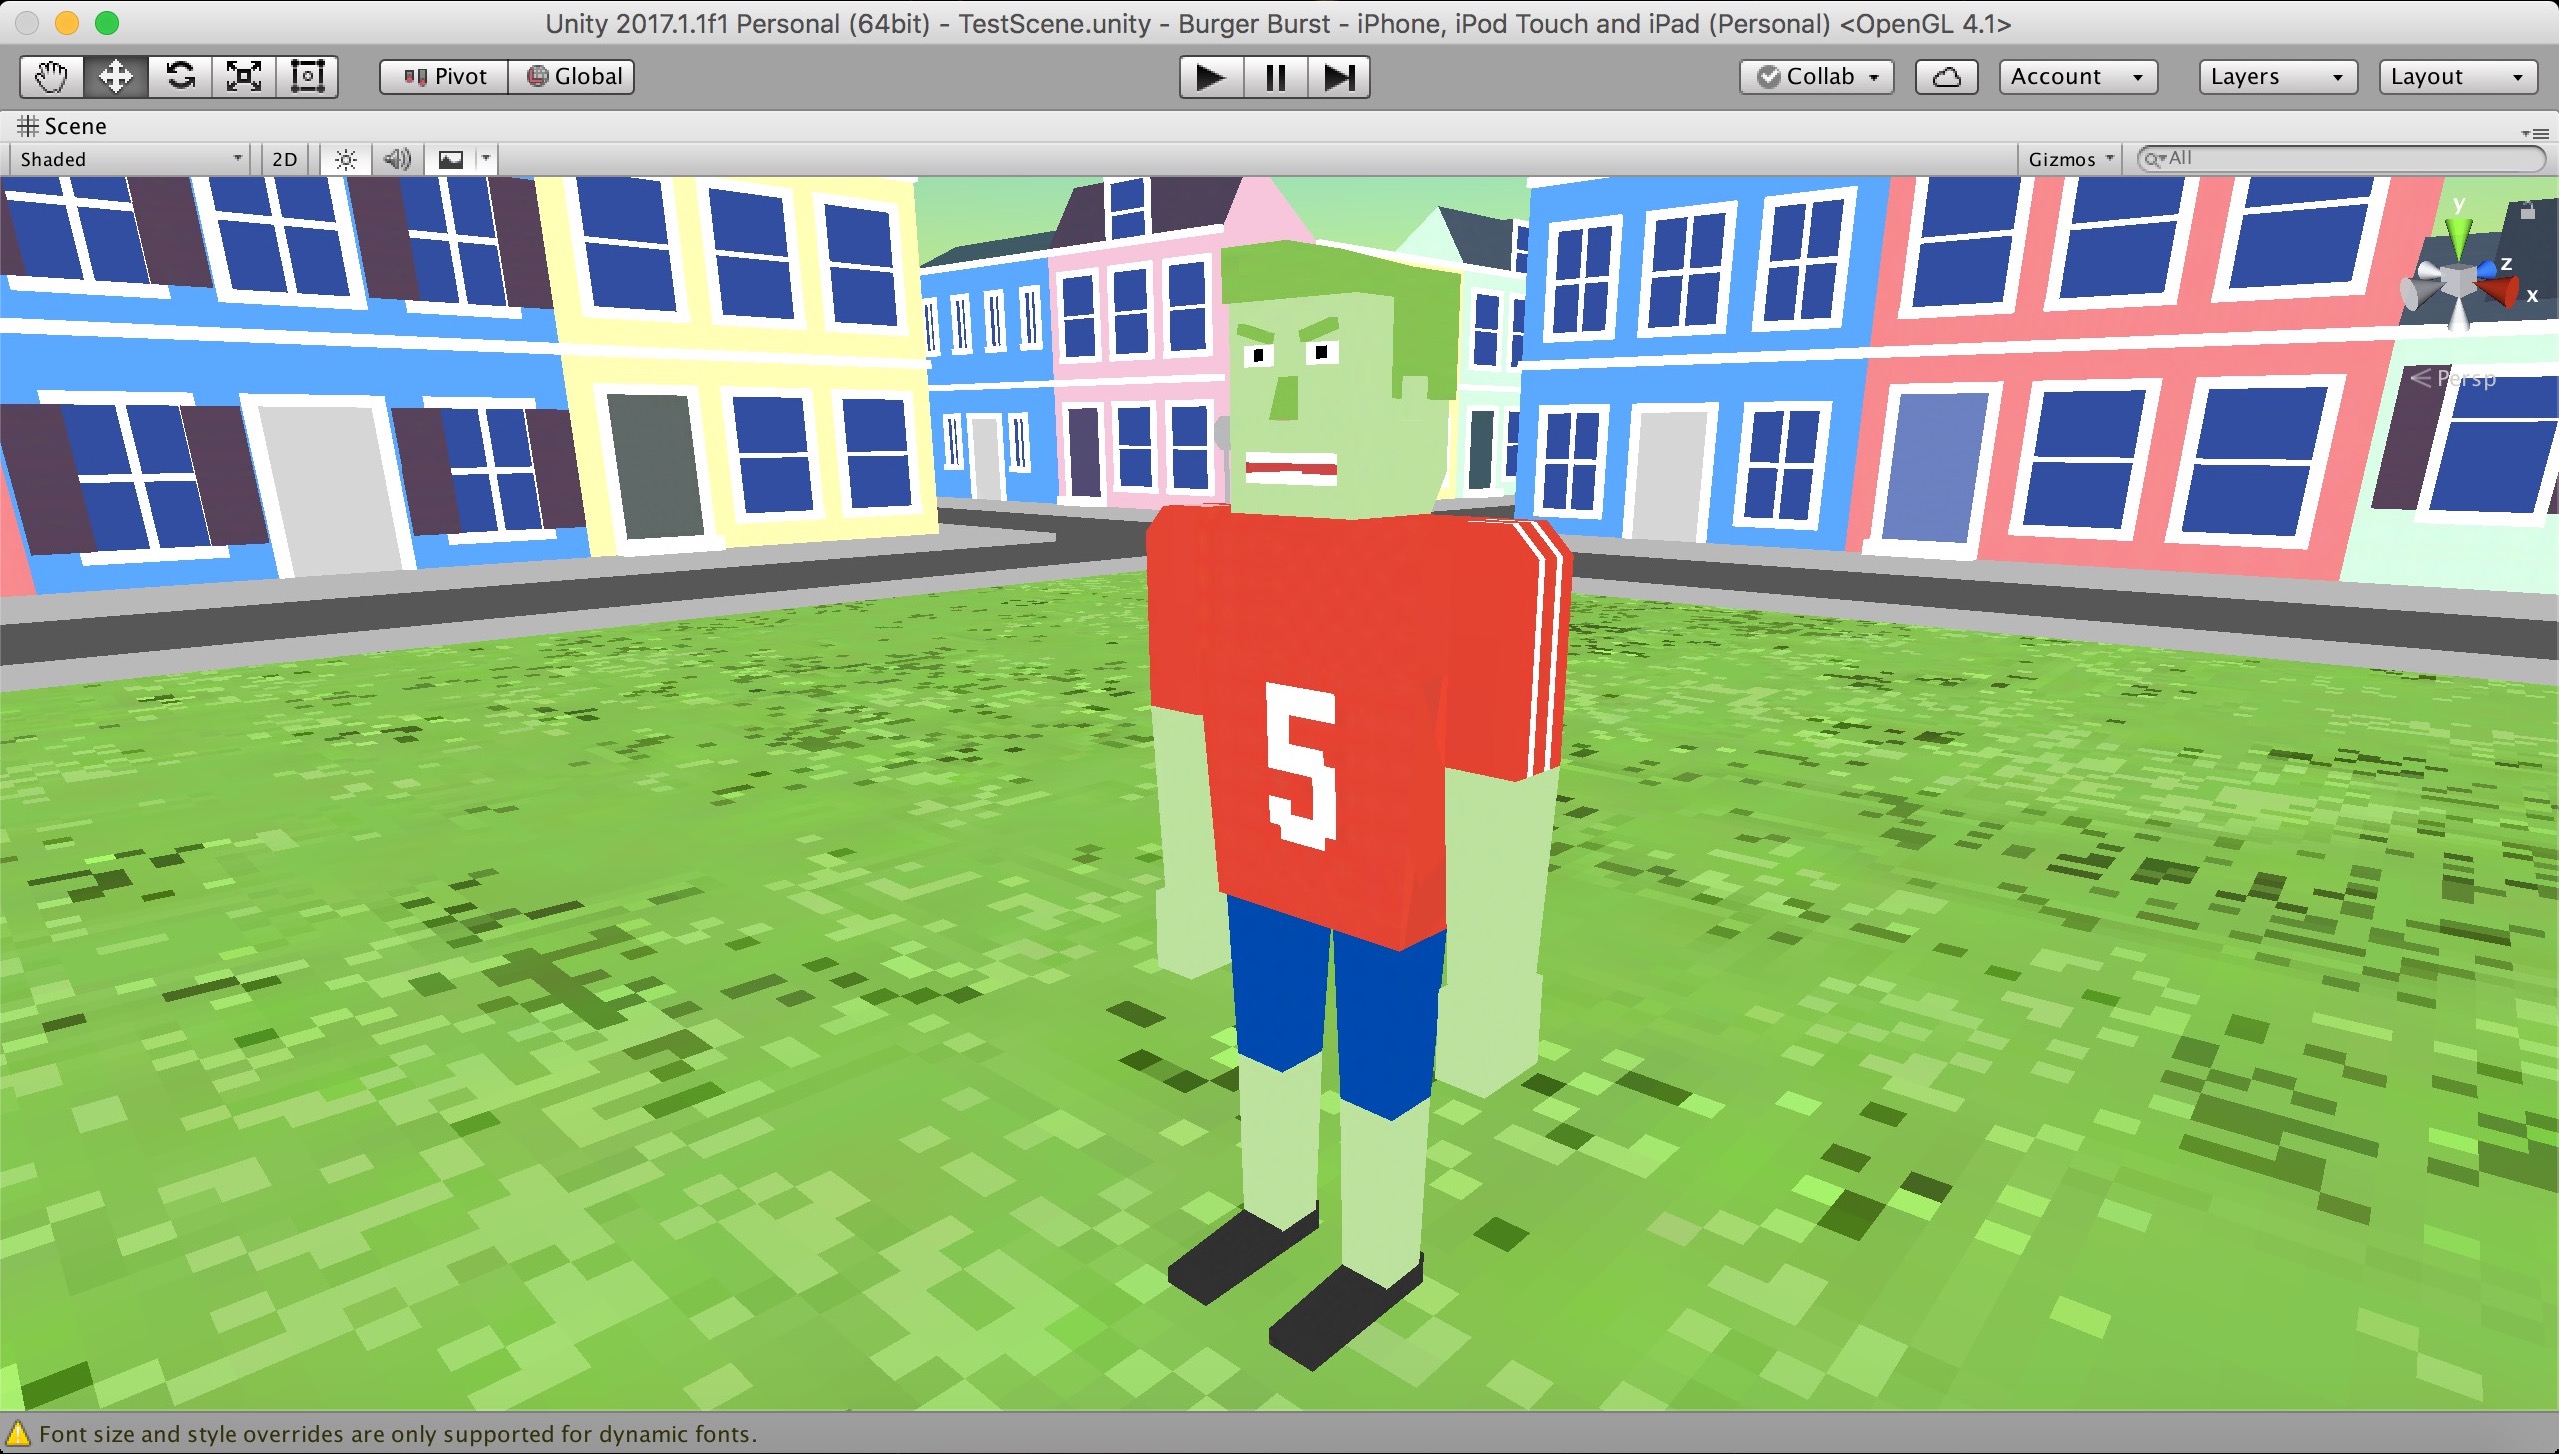 Unity 2017.1.1f1 Personal (64bit) - TestScene.unity - Burger Burst - iPhone, iPod Touch and iPad (Personal) <OpenGL 4.1>
Pivot Global Collab Account Layers Layout
Scene
Shaded 2D Gizmos All
y
z
x
Persp
5
Font size and style overrides are only supported for dynamic fonts.